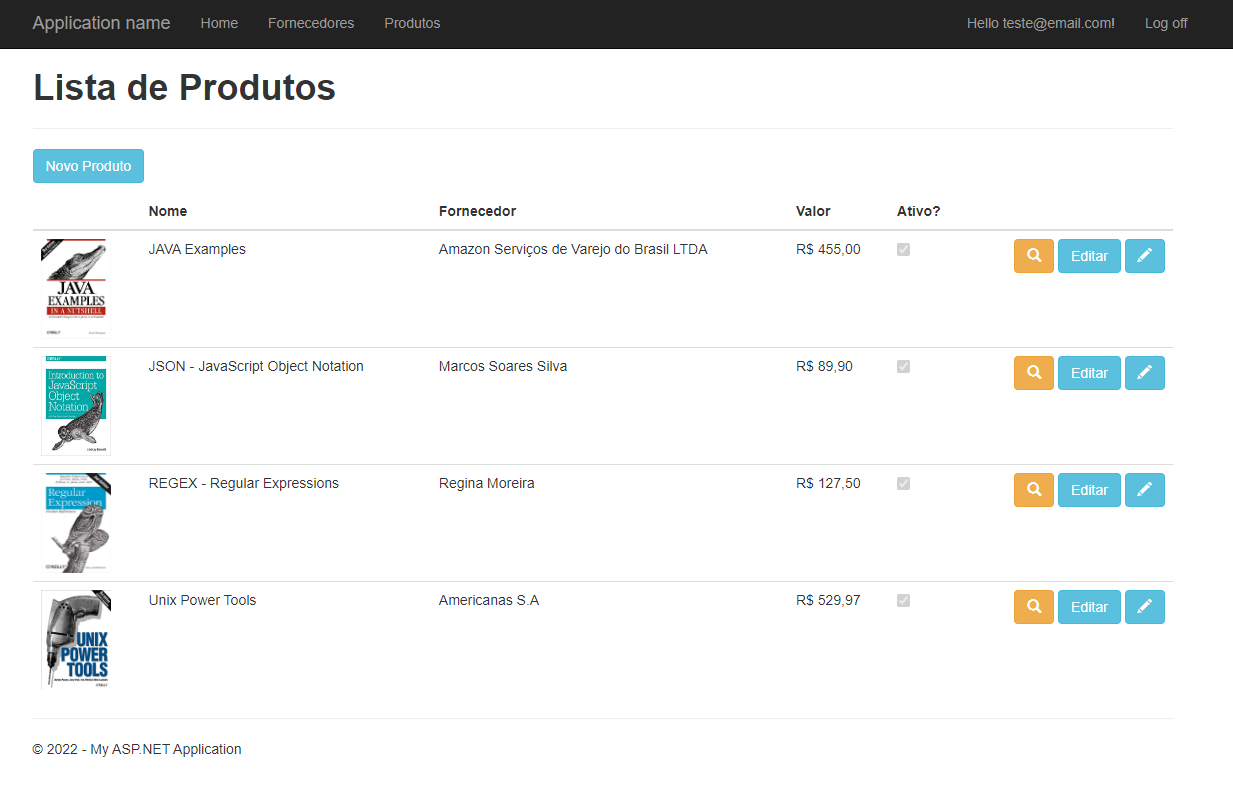 Application name Home Fornecedores Produtos Hello teste@email.com! Log off
Lista de Produtos
Novo Produto
Nome Fornecedor Valor Ativo?
JAVA Examples Amazon Serviços de Varejo do Brasil LTDA R$ 455,00 Editar
JAVA
EXAMPLES
IN A NUTSHELL
O'REILLY
JSON - JavaScript Object Notation Marcos Soares Silva R$ 89,90 Editar
Introduction to
JavaScript
Object
Notation
REGEX - Regular Expressions Regina Moreira R$ 127,50 Editar
Regular
Expression
O'REILLY
Unix Power Tools Americanas S.A R$ 529,97 Editar
UNIX
POWER
TOOLS
O'REILLY
© 2022 - My ASP.NET Application